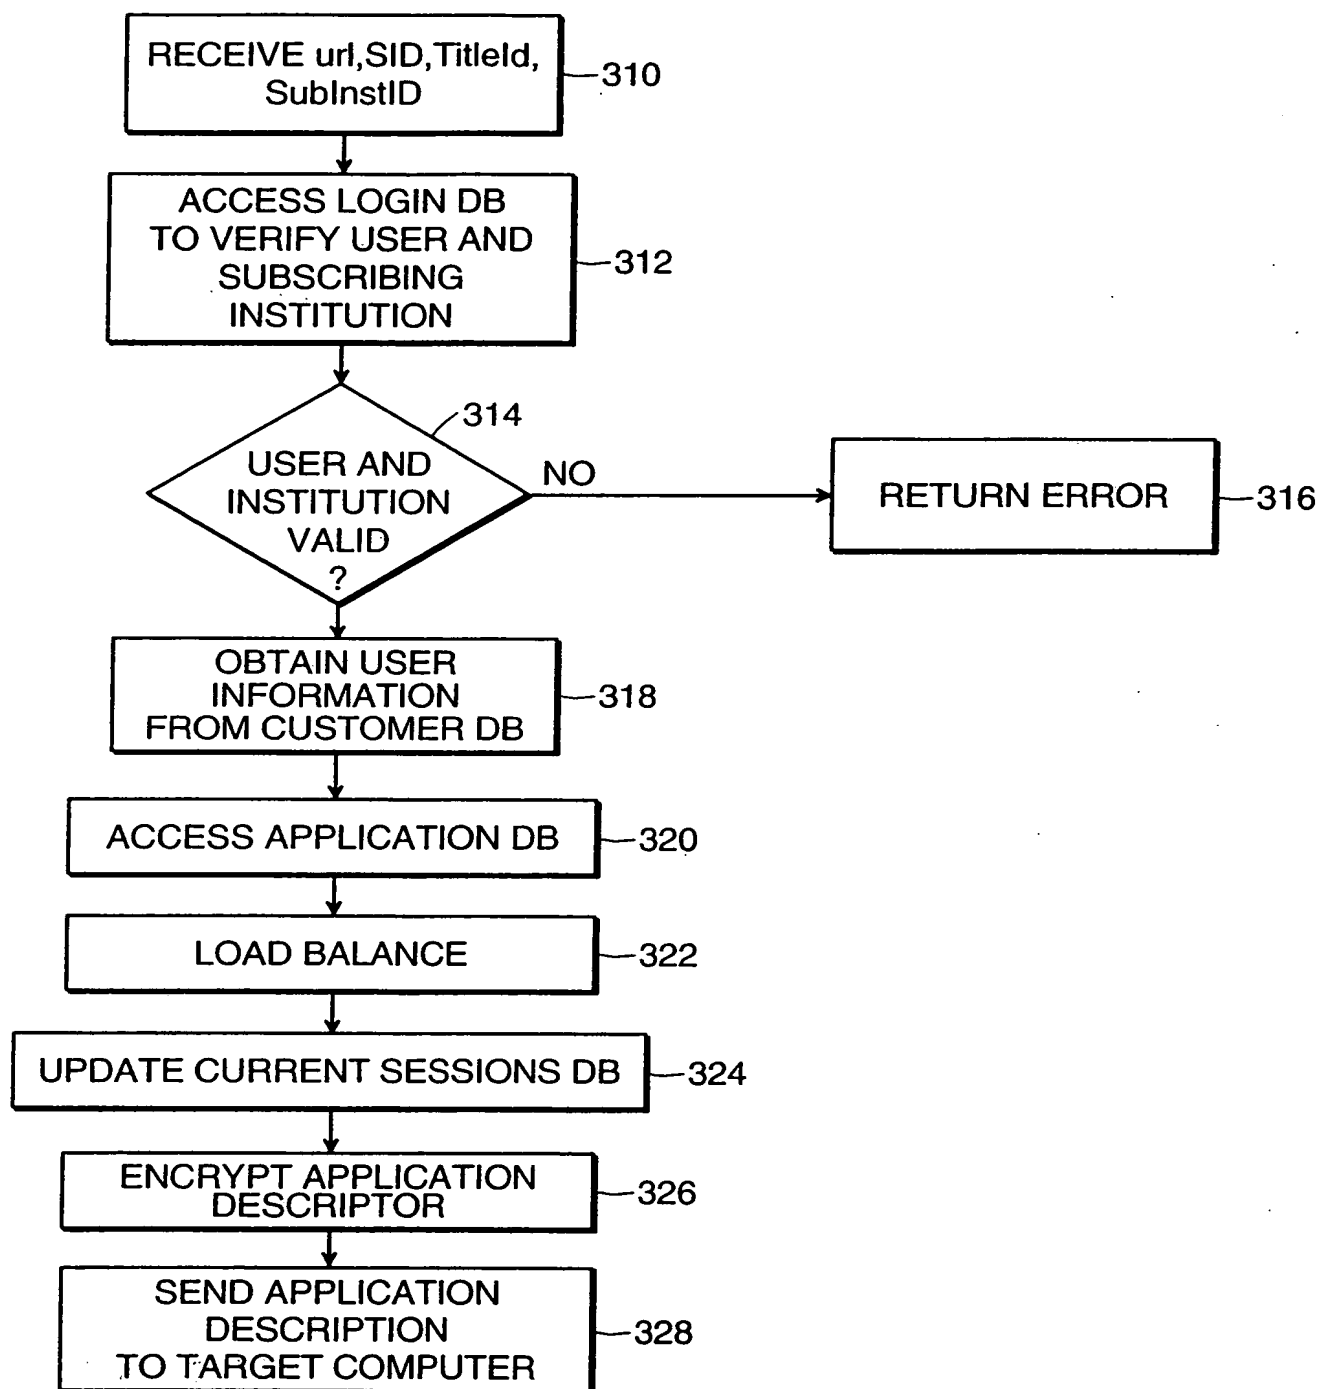 RECEIVE url,SID,TitleId,
SubInstID
310
ACCESS LOGIN DB
TO VERIFY USER AND
SUBSCRIBING
INSTITUTION
312
314
USER AND
INSTITUTION
VALID
?
NO
RETURN ERROR
316
OBTAIN USER
INFORMATION
FROM CUSTOMER DB
318
ACCESS APPLICATION DB
320
LOAD BALANCE
322
UPDATE CURRENT SESSIONS DB
324
ENCRYPT APPLICATION
DESCRIPTOR
326
SEND APPLICATION
DESCRIPTION
TO TARGET COMPUTER
328